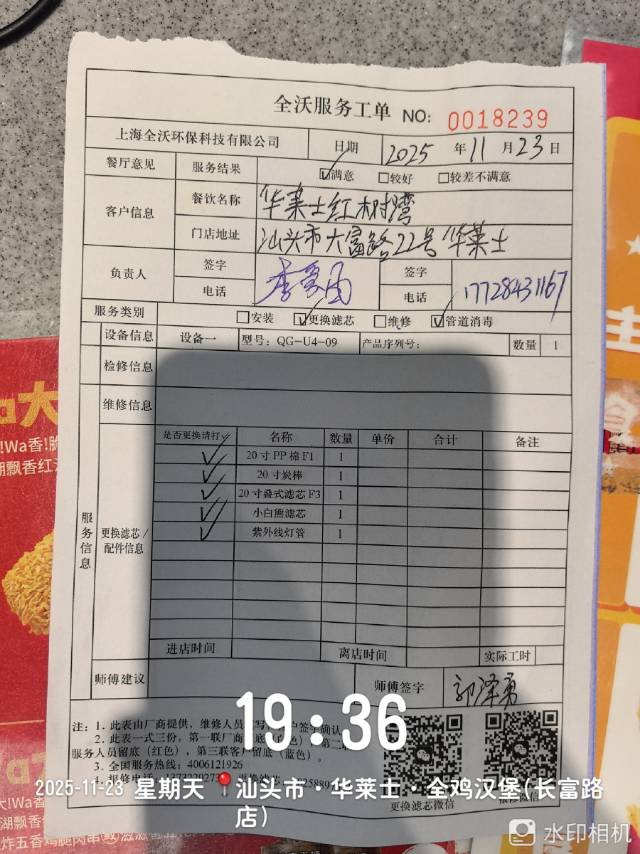 全沃服务工单 NO: 0018239
上海全沃环保科技有限公司 日期 2025 年 11 月 23 日
餐厅意见 服务结果 ☑满意 □较好 □较差不满意
客户信息 餐饮名称 华莱士红树湾
门店地址 汕头市大富路22号华莱士
负责人 签字 签字
电话 电话 17728431167
服务类别 □安装 ☑更换滤芯 □维修 ☑管道消毒
服务信息
设备信息 设备一 型号: QG-U4-09 产品序列号: 数量 1
检修信息
维修信息
更换滤芯/配件信息
是否更换请打✓ 名称 数量 单价 合计 备注
✓ 20寸PP棉F1 1
✓ 20寸炭棒 1
✓ 20寸叠式滤芯F3 1
✓ 小白熊滤芯 1
✓ 紫外线灯管 1
进店时间 离店时间 实际工时
师傅建议 师傅签字 郭泽勇
注: 1. 此表由厂商提供, 维修人员 写 户签字确认
2. 此表一式三份, 第一联厂商 底 第二
服务人员留底(红色), 第三联客户留底(蓝色)。
3. 全国服务热线: 4006121926
更换滤芯微信
19:36
2025-11-23 星期天 汕头市·华莱士·全鸡汉堡(长富路店)
水印相机